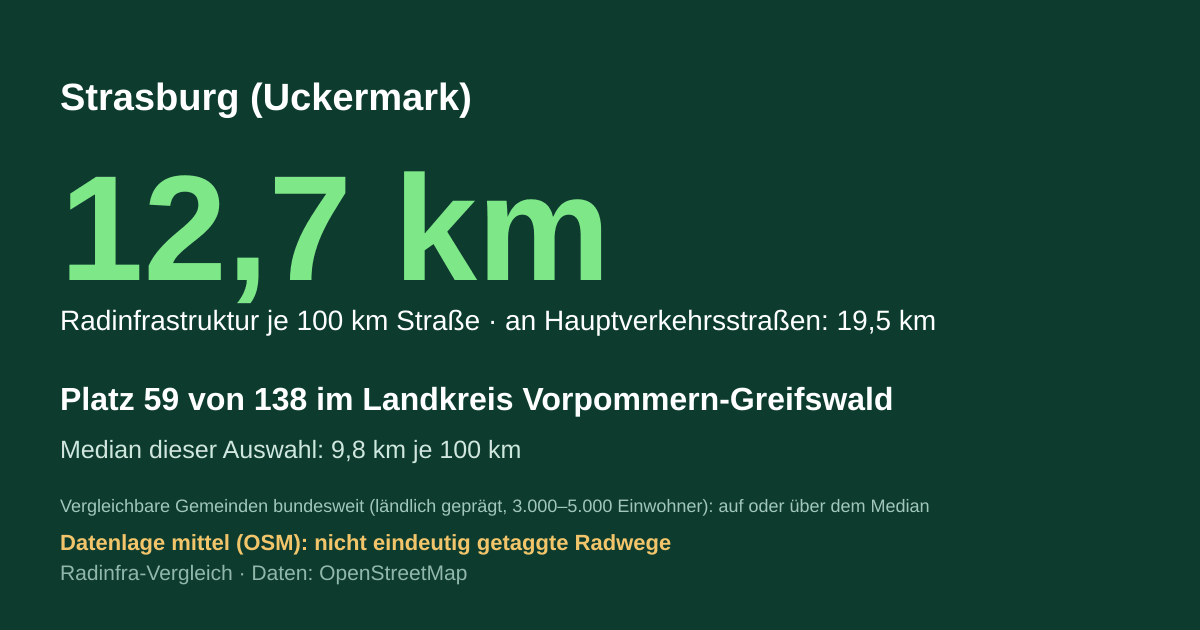 Strasburg (Uckermark)
12,7 km
Radinfrastruktur je 100 km Straße · an Hauptverkehrsstraßen: 19,5 km
Platz 59 von 138 im Landkreis Vorpommern-Greifswald
Median dieser Auswahl: 9,8 km je 100 km
Vergleichbare Gemeinden bundesweit (ländlich geprägt, 3.000–5.000 Einwohner): auf oder über dem Median
Datenlage mittel (OSM): nicht eindeutig getaggte Radwege
Radinfra-Vergleich · Daten: OpenStreetMap